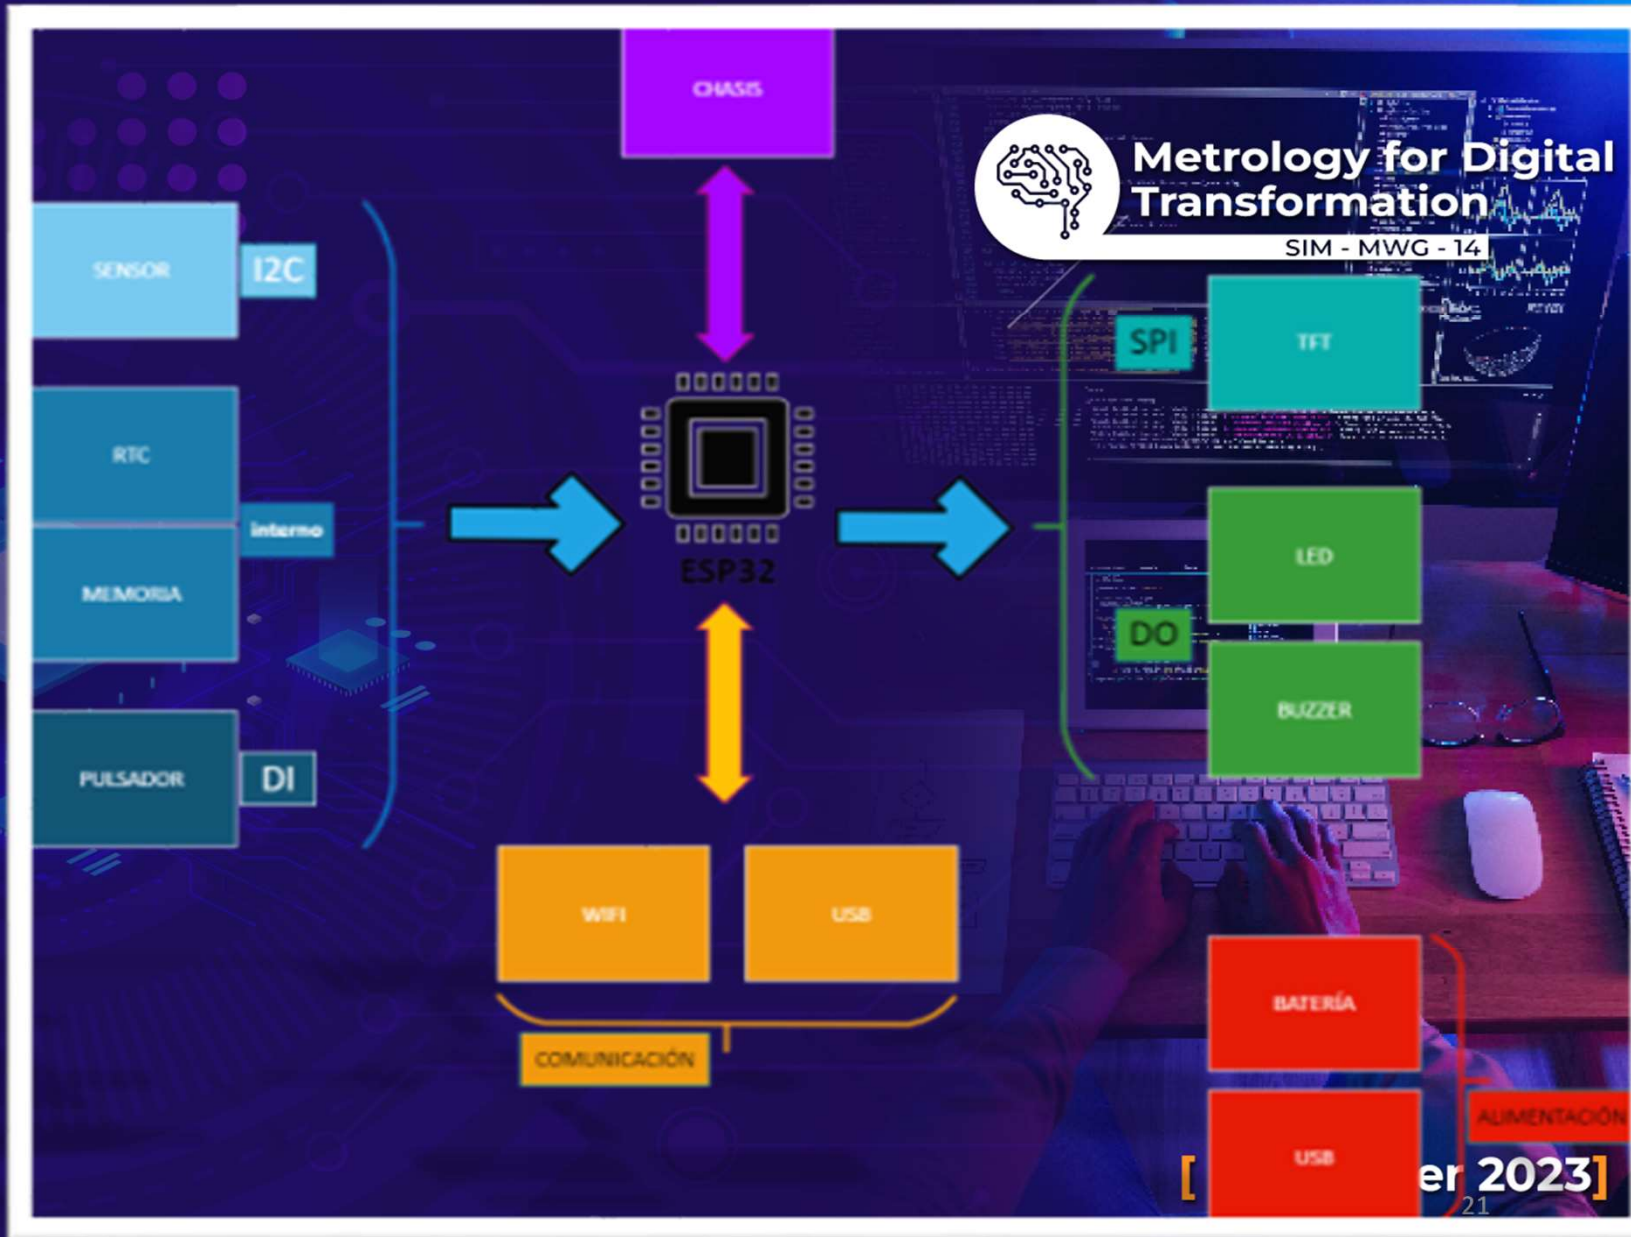 CHASIS
Metrology for Digital
Transformation
SIM - MWG - 14
SENSOR
I2C
RTC
interno
MEMORIA
PULSADOR
DI
ESP32
SPI
TFT
LED
DO
BUZZER
WIFI
USB
COMUNICACIÓN
BATERÍA
ALIMENTACIÓN
USB
[ er 2023]
21